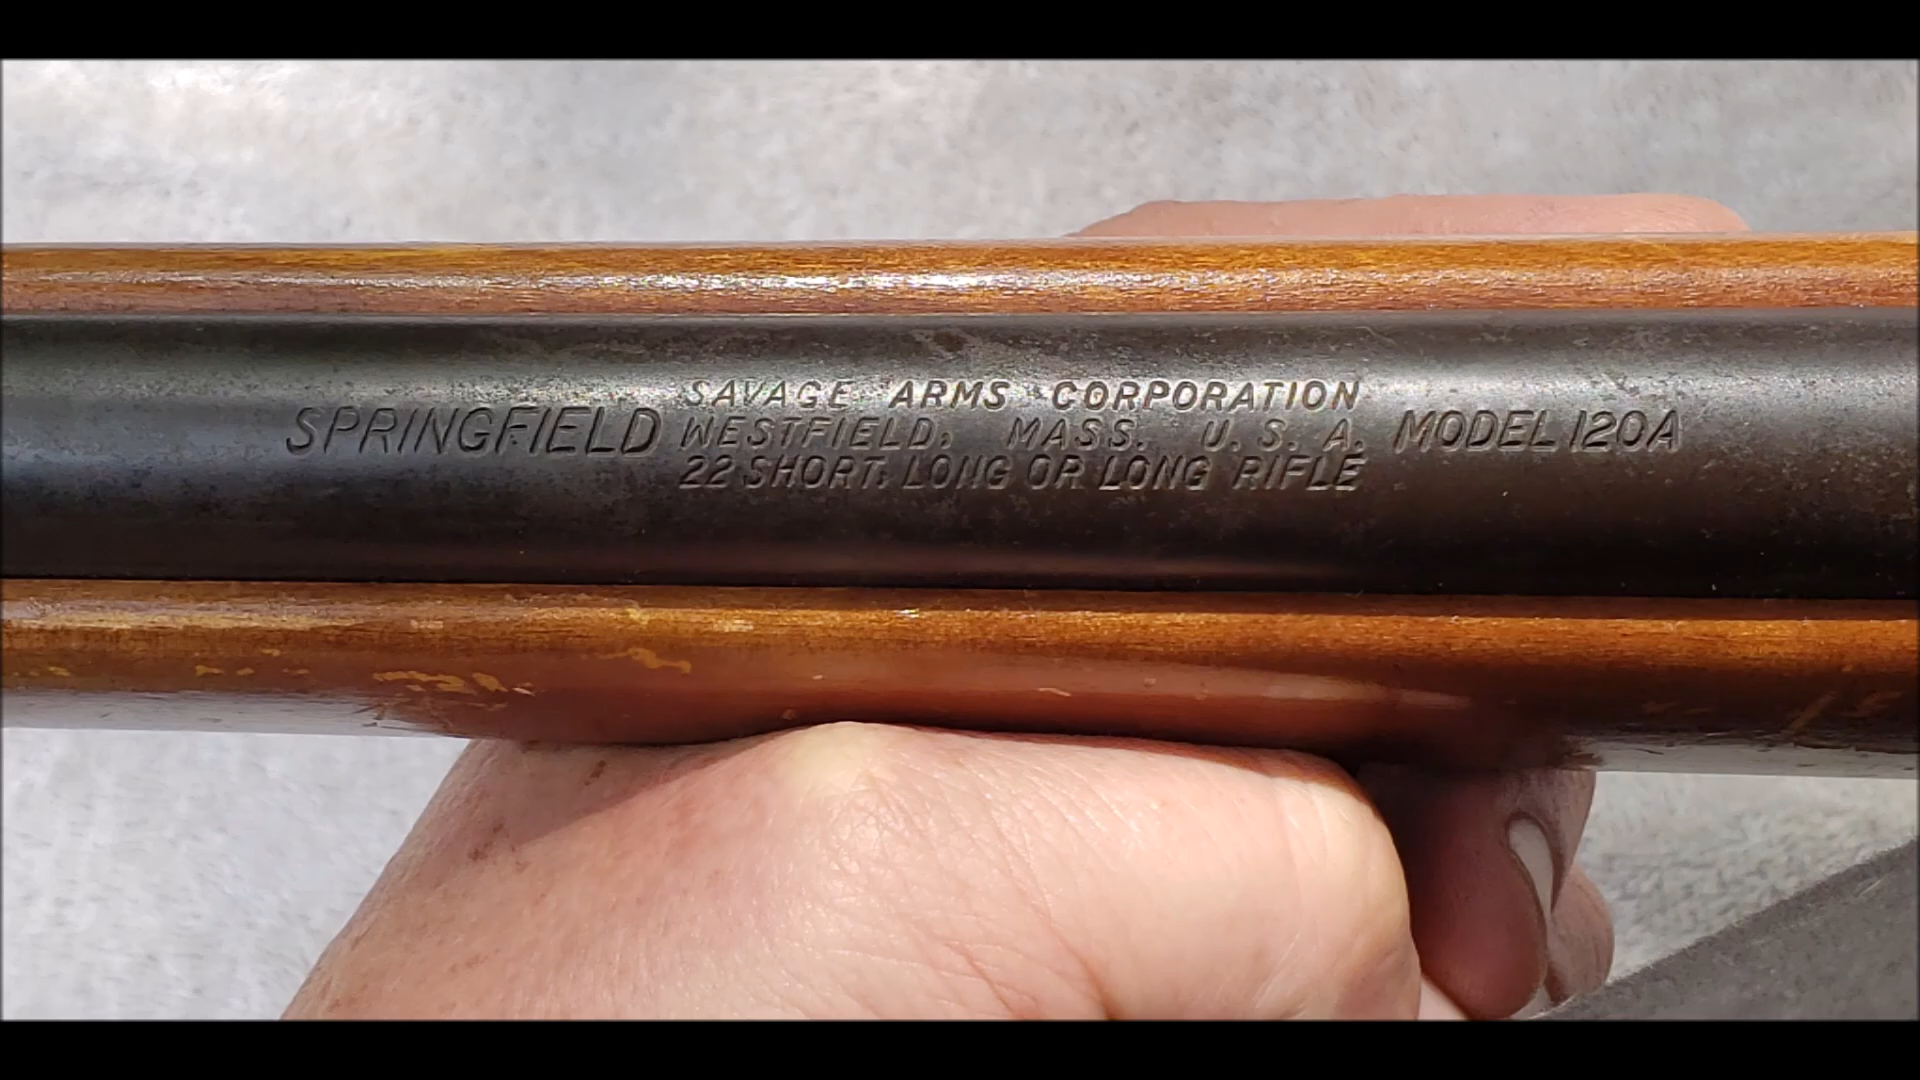 SPRINGFIELD
SAVAGE ARMS CORPORATION
WESTFIELD, MASS. U. S. A.
22 SHORT, LONG OR LONG RIFLE
MODEL 120A